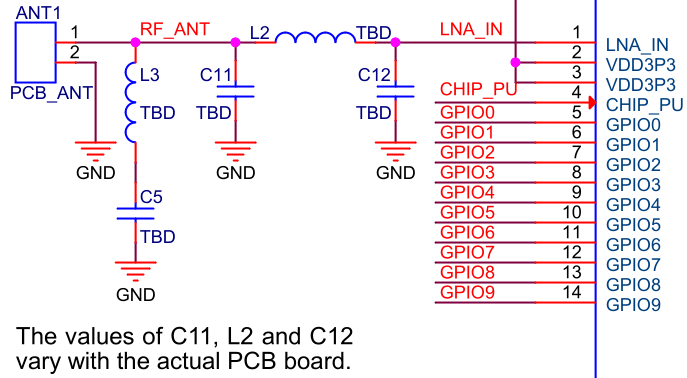 ANT1
1
RF_ANT
L2
TBD
LNA_IN
1
LNA_IN
2
2
VDD3P3
PCB_ANT
L3
TBD
C11
TBD
C12
TBD
3
VDD3P3
CHIP_PU
4
CHIP_PU
GPIO0
5
GPIO0
GPIO1
6
GPIO1
GND
GND
GND
GPIO2
7
GPIO2
GPIO3
8
GPIO3
C5
TBD
GPIO4
9
GPIO4
GPIO5
10
GPIO5
GPIO6
11
GPIO6
GPIO7
12
GPIO7
GND
GPIO8
13
GPIO8
GPIO9
14
GPIO9
The values of C11, L2 and C12
vary with the actual PCB board.